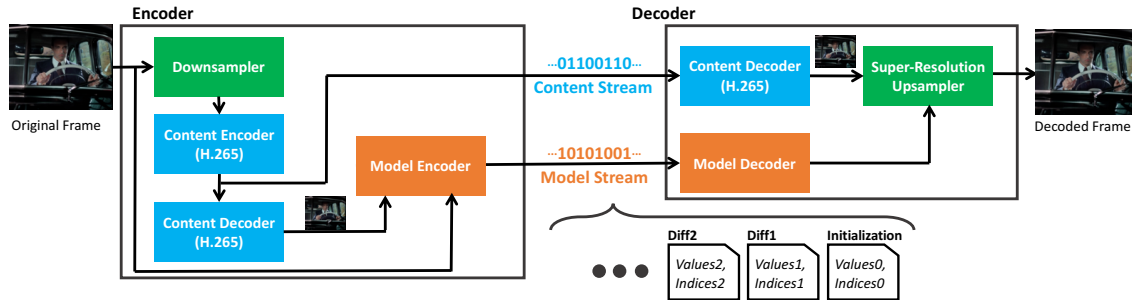 Encoder
Decoder
Original Frame
Downsampler
Content Encoder
(H.265)
Content Decoder
(H.265)
Model Encoder
···01100110···
Content Stream
···10101001···
Model Stream
Content Decoder
(H.265)
Super-Resolution
Upsampler
Model Decoder
Decoded Frame
Diff2
Values2,
Indices2
Diff1
Values1,
Indices1
Initialization
Values0,
Indices0